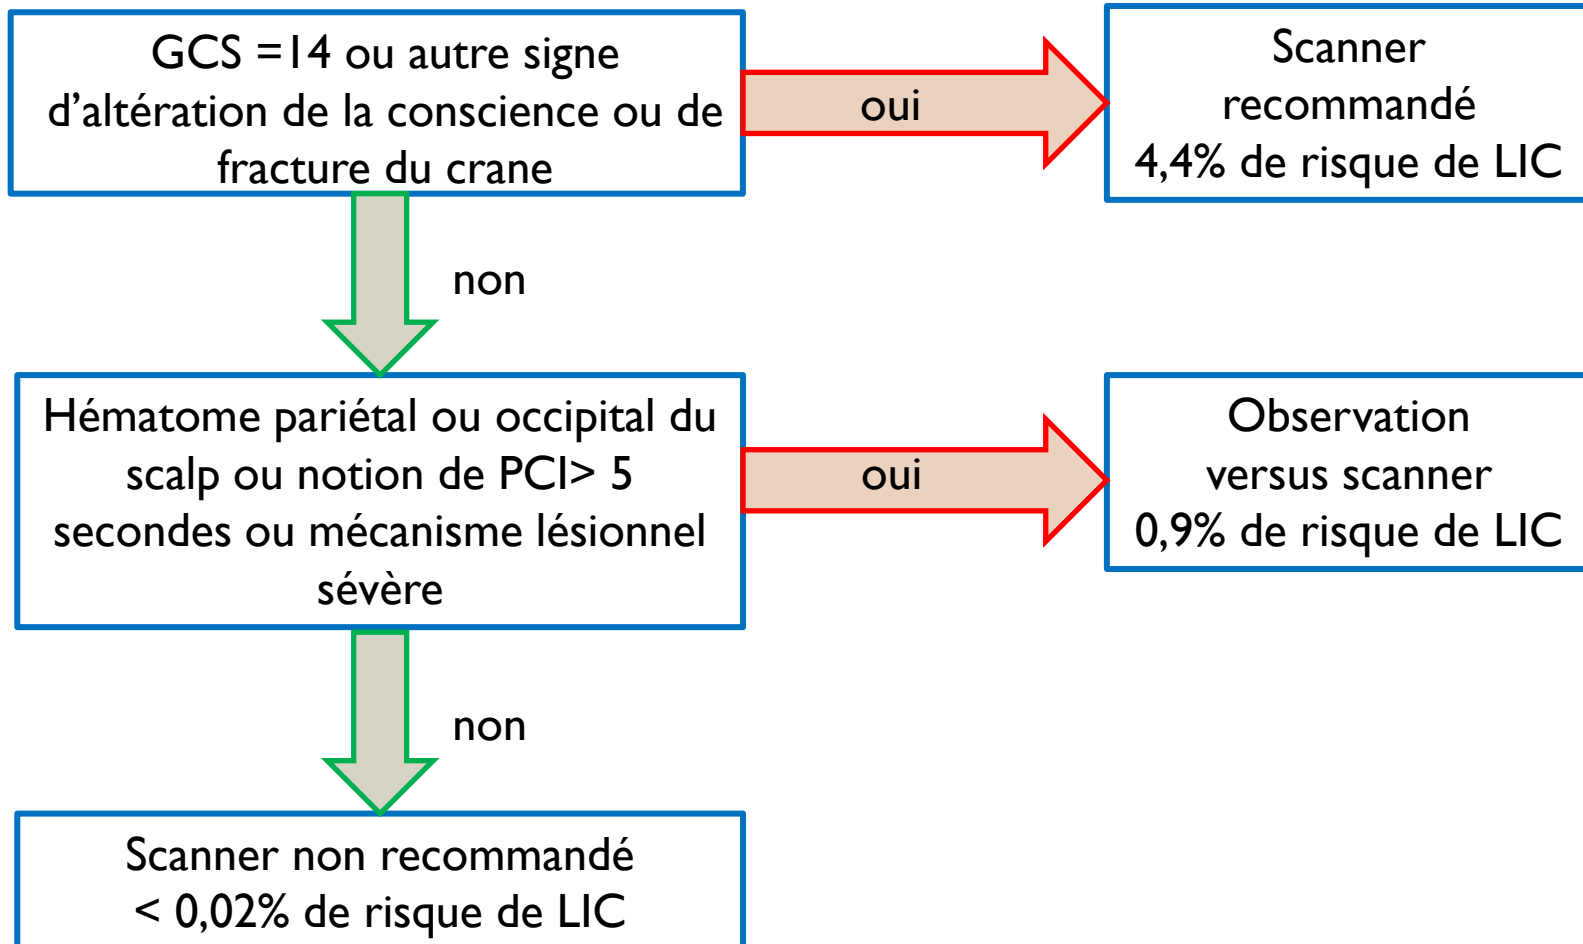 GCS =14 ou autre signe
d’altération de la conscience ou de
fracture du crane
oui
Scanner
recommandé
4,4% de risque de LIC
non
Hématome pariétal ou occipital du
scalp ou notion de PCI> 5
secondes ou mécanisme lésionnel
sévère
oui
Observation
versus scanner
0,9% de risque de LIC
non
Scanner non recommandé
< 0,02% de risque de LIC